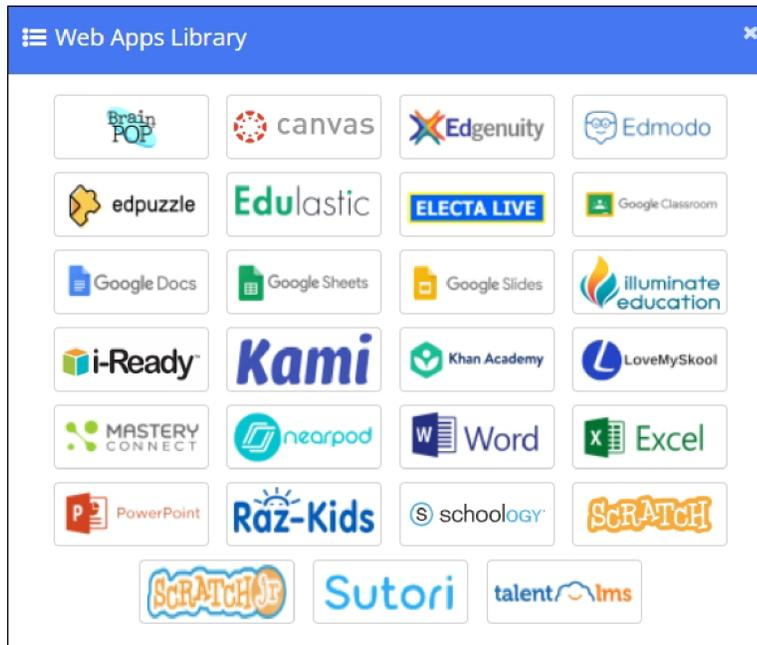 Web Apps Library
Brain
POP
canvas
Edgenuity
Edmodo
edpuzzle
Edulastic
ELECTA LIVE
Google Classroom
Google Docs
Google Sheets
Google Slides
illuminate
education
i-Ready
Kami
Khan Academy
L LoveMySkool
MASTERY
CONNECT
nearpod
W Word
X Excel
P PowerPoint
Raz-Kids
S schoology
SCRATCH
SCRATCH Jr
Sutori
talent lms